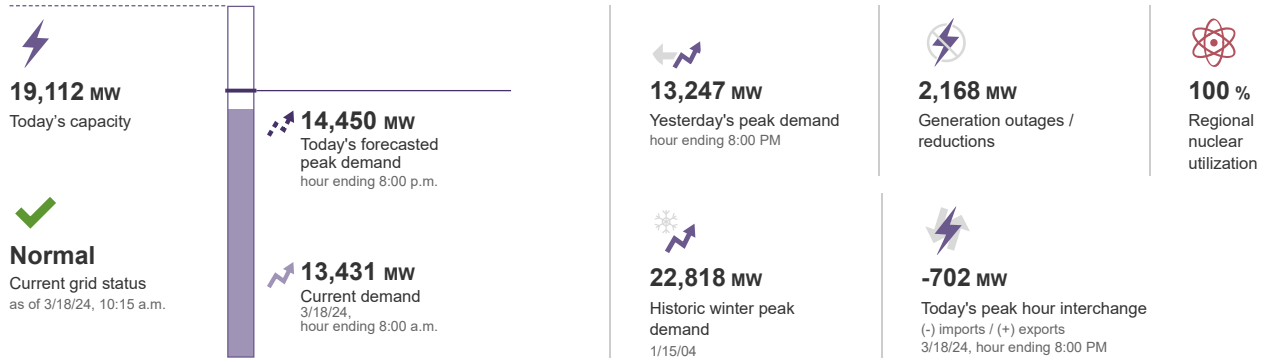 19,112 MW
Today's capacity
Normal
Current grid status
as of 3/18/24, 10:15 a.m.
14,450 MW
Today's forecasted
peak demand
hour ending 8:00 p.m.
13,431 MW
Current demand
3/18/24,
hour ending 8:00 a.m.
13,247 MW
Yesterday's peak demand
hour ending 8:00 PM
2,168 MW
Generation outages /
reductions
100 %
Regional
nuclear
utilization
22,818 MW
Historic winter peak
demand
1/15/04
-702 MW
Today's peak hour interchange
(-) imports / (+) exports
3/18/24, hour ending 8:00 PM